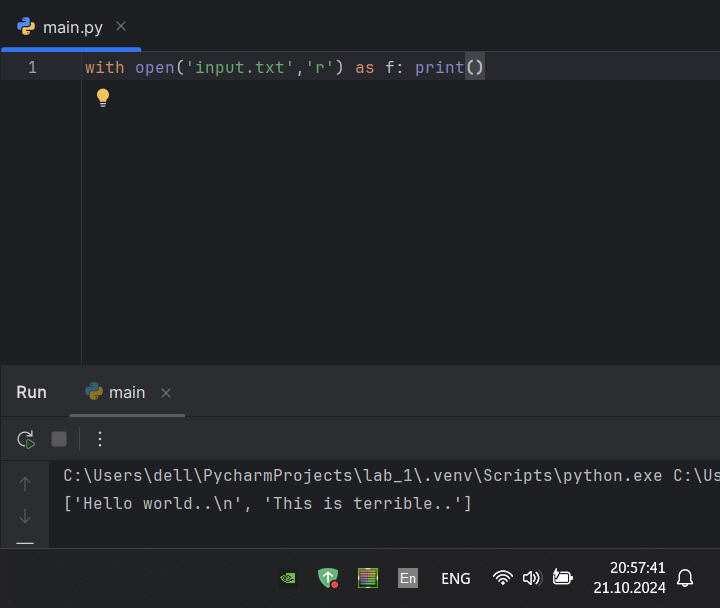 main.py
1 with open('input.txt','r') as f: print()
Run main
C:\Users\dell\PycharmProjects\lab_1\.venv\Scripts\python.exe C:\Us
['Hello world..\n', 'This is terrible..']
En ENG 20:57:41
21.10.2024